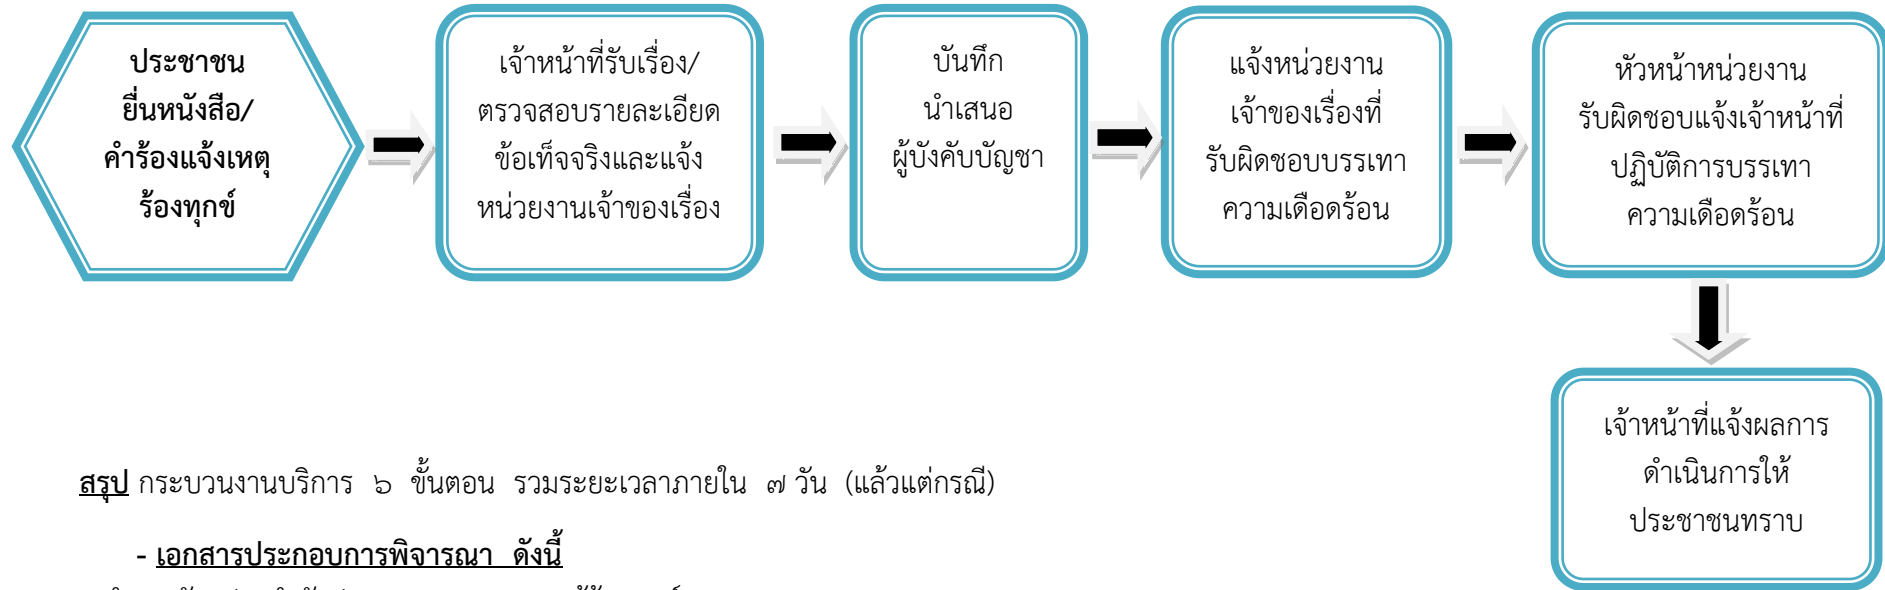 ประชาชน
ยื่นหนังสือ/
คำร้องแจ้งเหตุ
ร้องทุกข์
เจ้าหน้าที่รับเรื่อง/
ตรวจสอบรายละเอียด
ข้อเท็จจริงและแจ้ง
หน่วยงานเจ้าของเรื่อง
บันทึก
นำเสนอ
ผู้บังคับบัญชา
แจ้งหน่วยงาน
เจ้าของเรื่องที่
รับผิดชอบบรรเทา
ความเดือดร้อน
หัวหน้าหน่วยงาน
รับผิดชอบแจ้งเจ้าหน้าที่
ปฏิบัติการบรรเทา
ความเดือดร้อน
เจ้าหน้าที่แจ้งผลการ
ดำเนินการให้
ประชาชนทราบ
สรุป กระบวนงานบริการ ๖ ขั้นตอน รวมระยะเวลาภายใน ๗ วัน (แล้วแต่กรณี)
- เอกสารประกอบการพิจารณา ดังนี้